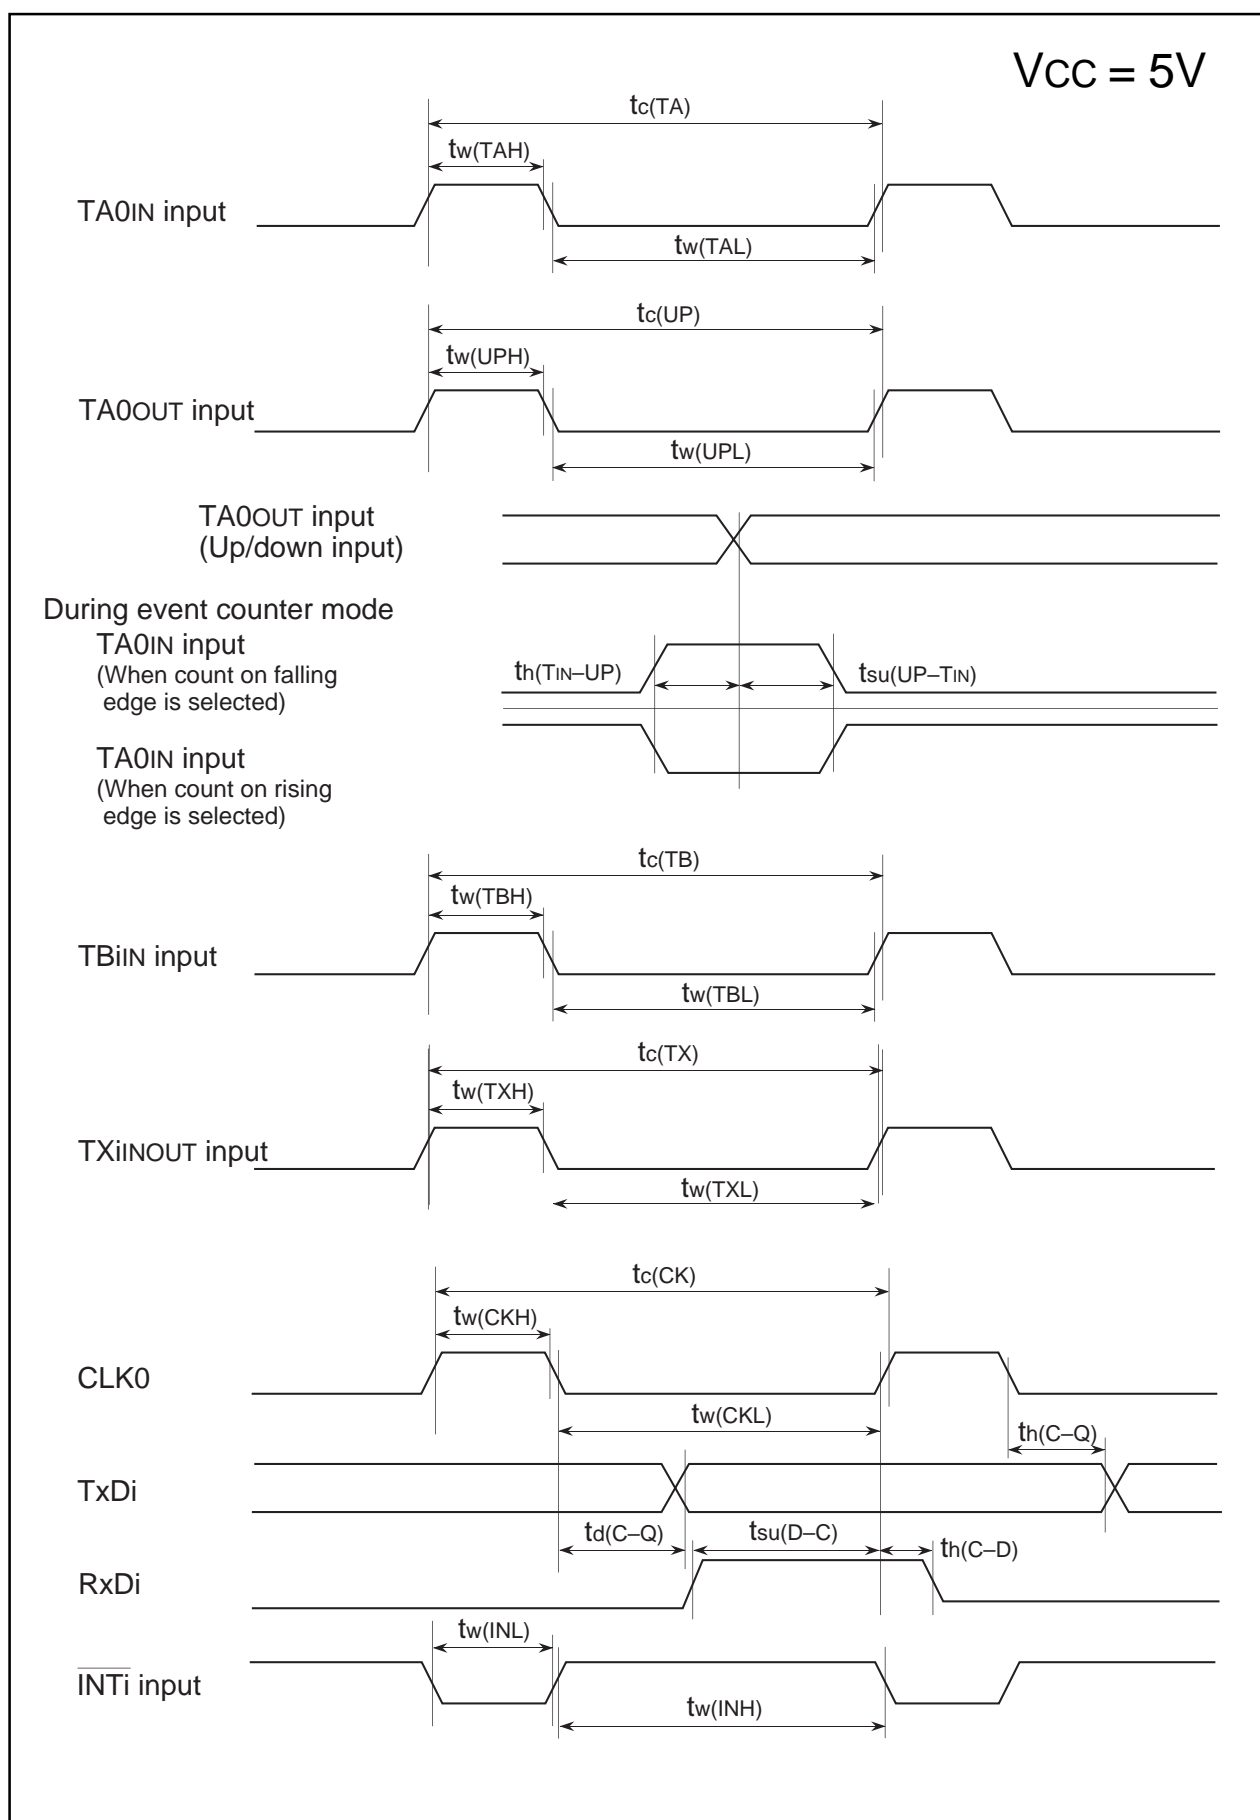 VCC = 5V
tc(TA)
tw(TAH)
TA0IN input
tw(TAL)
tc(UP)
tw(UPH)
TA0OUT input
tw(UPL)
TA0OUT input
(Up/down input)
During event counter mode
TA0IN input
(When count on falling
edge is selected)
th(TIN–UP)
tsu(UP–TIN)
TA0IN input
(When count on rising
edge is selected)
tc(TB)
tw(TBH)
TBiIN input
tw(TBL)
tc(TX)
tw(TXH)
TXiINOUT input
tw(TXL)
tc(CK)
tw(CKH)
CLK0
tw(CKL)
th(C–Q)
TxDi
td(C–Q)
tsu(D–C)
th(C–D)
RxDi
tw(INL)
INTi input
tw(INH)